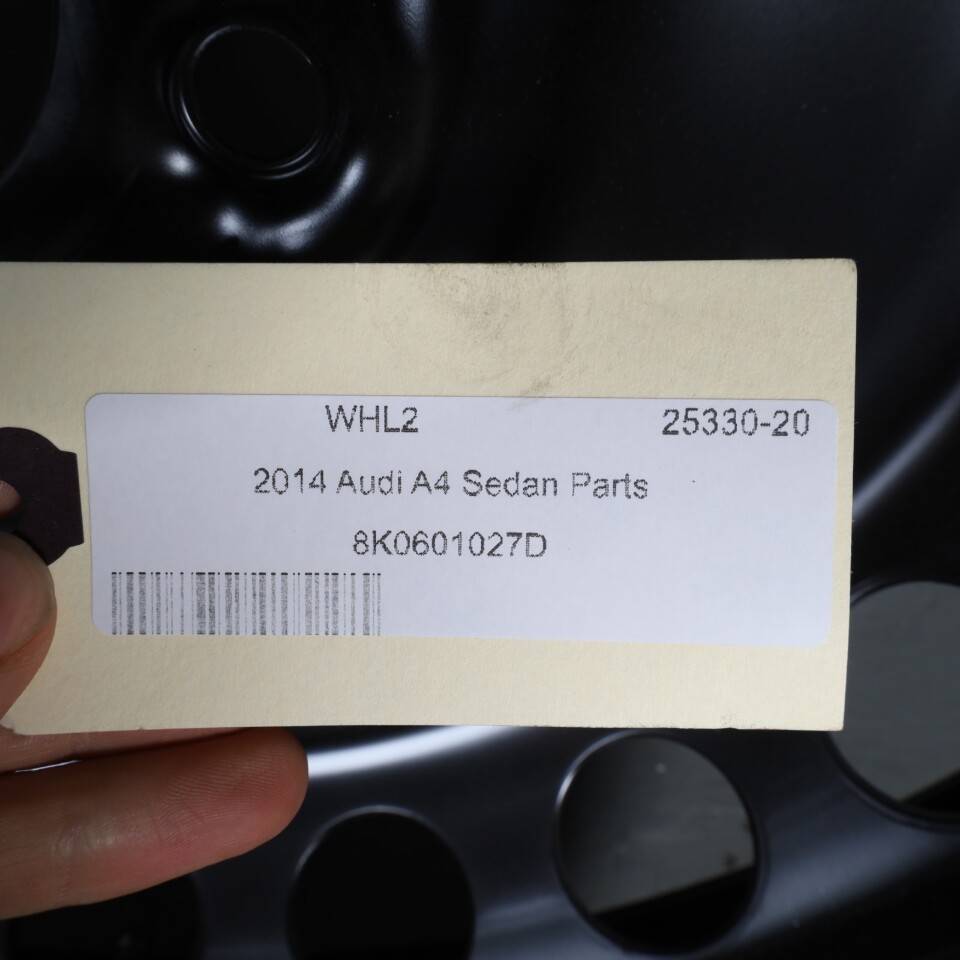 WHL2 25330-20
2014 Audi A4 Sedan Parts
8K0601027D